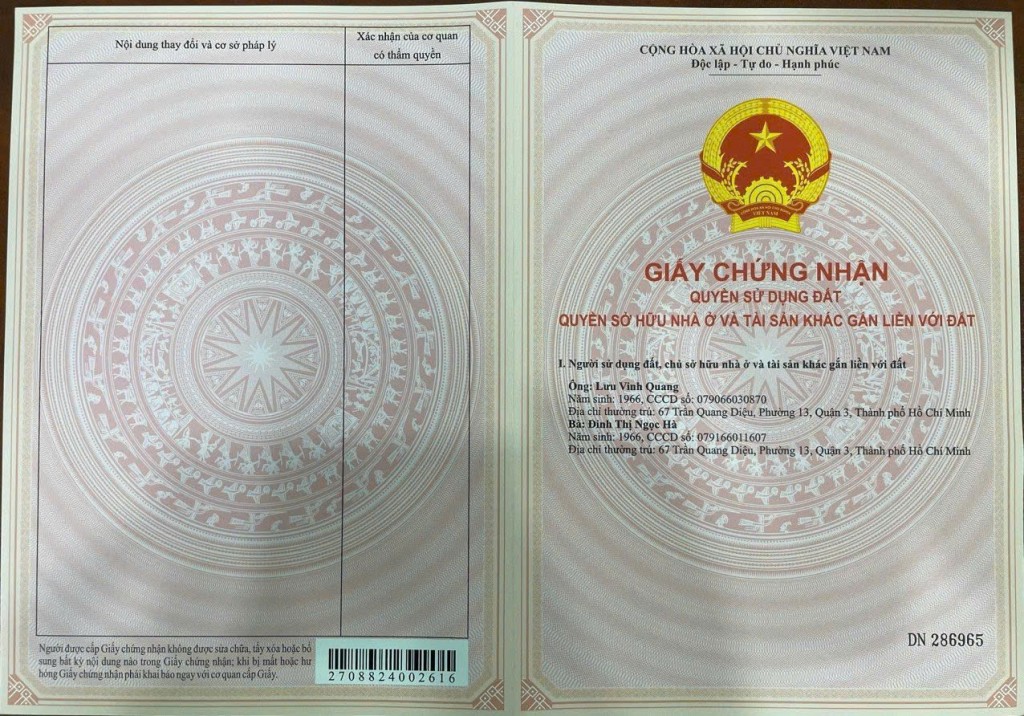 Nội dung thay đổi và cơ sở pháp lý
Xác nhận của cơ quan
có thẩm quyền
Người được cấp Giấy chứng nhận không được sửa chữa, tẩy xóa hoặc bổ
sung bất kỳ nội dung nào trong Giấy chứng nhận; khi bị mất hoặc hư
hỏng Giấy chứng nhận phải khai báo ngay với cơ quan cấp Giấy.
2708824002616
CỘNG HÒA XÃ HỘI CHỦ NGHĨA VIỆT NAM
Độc lập - Tự do - Hạnh phúc
VIỆT NAM
GIẤY CHỨNG NHẬN
QUYỀN SỬ DỤNG ĐẤT
QUYỀN SỞ HỮU NHÀ Ở VÀ TÀI SẢN KHÁC GẮN LIỀN VỚI ĐẤT
I. Người sử dụng đất, chủ sở hữu nhà ở và tài sản khác gắn liền với đất
Ông: Lưu Vinh Quang
Năm sinh: 1966, CCCD số: 079066030870
Địa chỉ thường trú: 67 Trần Quang Diệu, Phường 13, Quận 3, Thành phố Hồ Chí Minh
Bà: Đinh Thị Ngọc Hà
Năm sinh: 1966, CCCD số: 079166011607
Địa chỉ thường trú: 67 Trần Quang Diệu, Phường 13, Quận 3, Thành phố Hồ Chí Minh
DN 286965